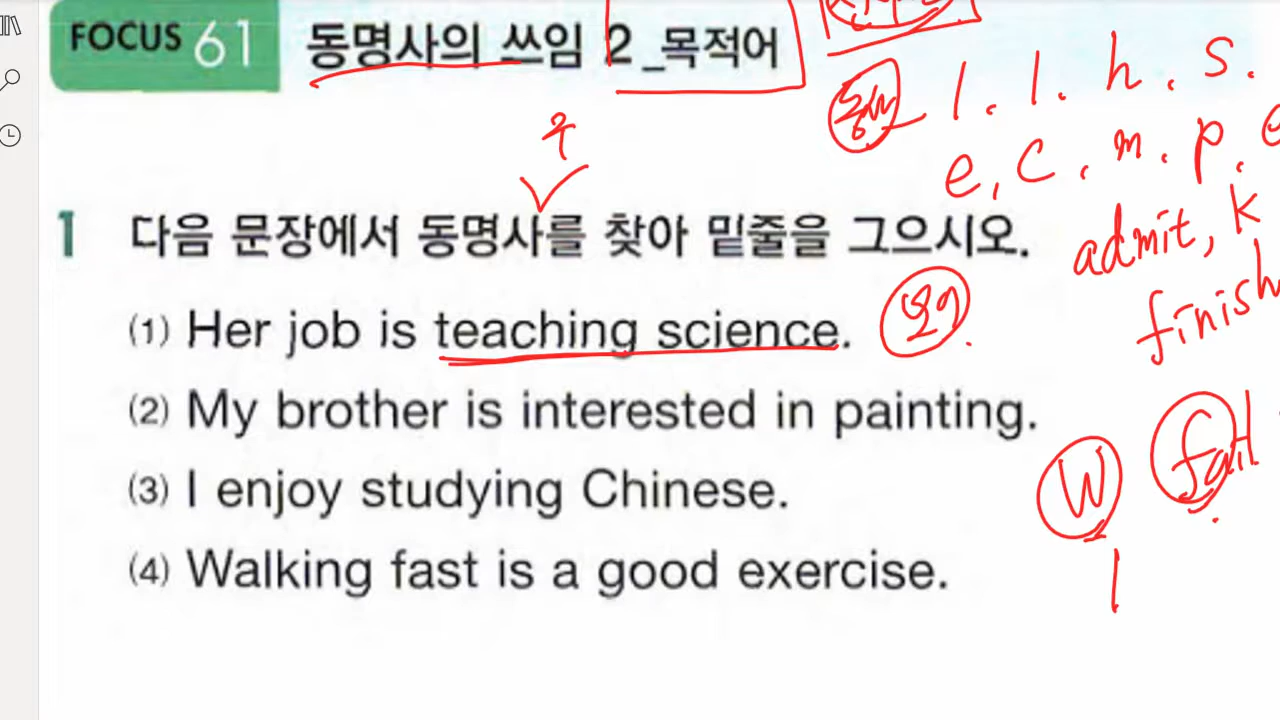 FOCUS 61 동명사의 쓰임 2_목적어
l. l. h. s.
e, c, m. p.
admit, k
finish
1 다음 문장에서 동명사를 찾아 밑줄을 그으시오.
(1) Her job is teaching science.
(2) My brother is interested in painting.
(3) I enjoy studying Chinese.
(4) Walking fast is a good exercise.
W
fail